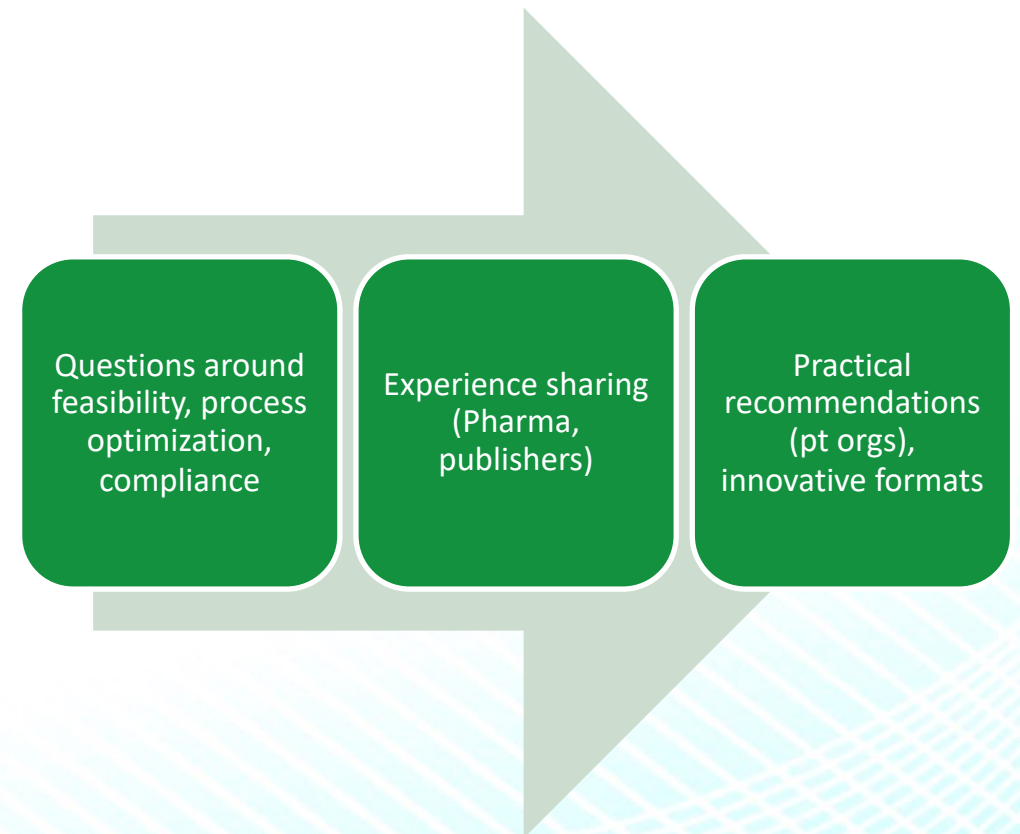 Questions around
feasibility, process
optimization,
compliance
Experience sharing
(Pharma,
publishers)
Practical
recommendations
(pt orgs),
innovative formats